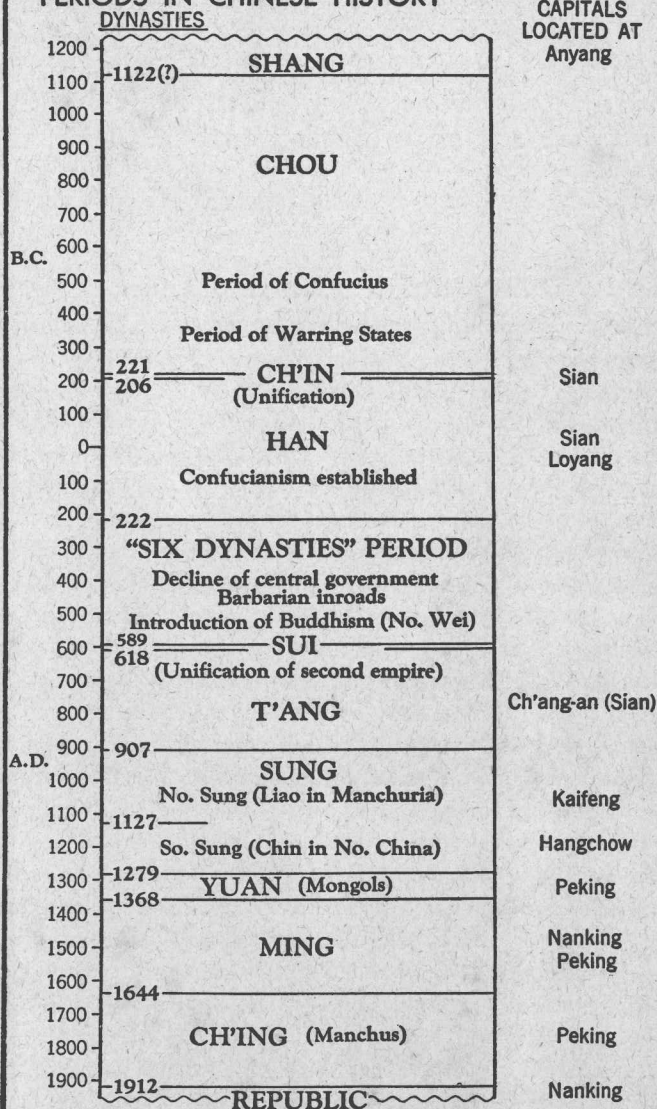 PERIODS IN CHINESE HISTORY
DYNASTIES
CAPITALS
LOCATED AT
1200
SHANG
Anyang
1122(?)
1100
1000
900
CHOU
800
700
600
B.C.
500
Period of Confucius
400
Period of Warring States
300
221
CH'IN
200
206
Sian
(Unification)
100
0
HAN
Sian
Loyang
100
Confucianism established
200
222
300
"SIX DYNASTIES" PERIOD
400
Decline of central government
Barbarian inroads
500
Introduction of Buddhism (No. Wei)
589
SUI
600
618
(Unification of second empire)
700
Ch'ang-an (Sian)
800
T'ANG
900
907
A.D.
SUNG
1000
No. Sung (Liao in Manchuria)
Kaifeng
1100
1127
1200
So. Sung (Chin in No. China)
Hangchow
1279
1300
YUAN (Mongols)
Peking
1368
1400
1500
MING
Nanking
Peking
1600
1644
1700
CH'ING (Manchus)
Peking
1800
1900
1912
Nanking
REPUBLIC